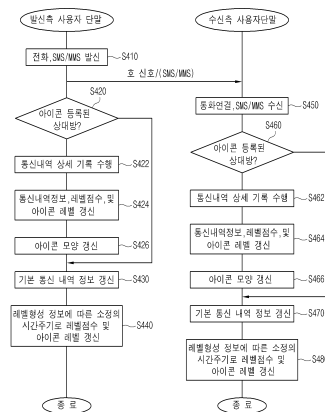 발신측 사용자 단말
전화,SMS/MMS 발신
S410
호 신호/(SMS/MMS)
S420
아이콘 등록된
상대방?
통신내역 상세 기록 수행
S422
통신내역정보,레벨점수,및
아이콘 레벨 갱신
S424
아이콘 모양 갱신
S426
기본 통신 내역 정보 갱신
S430
레벨형성 정보에 따른 소정의
시간주기로 레벨점수 및
아이콘 레벨 갱신
S440
종 료
수신측 사용자단말
통화연결,SMS/MMS 수신
S450
S460
아이콘 등록된
상대방?
통신내역 상세 기록 수행
S462
통신내역정보,레벨점수,및
아이콘 레벨 갱신
S464
아이콘 모양 갱신
S466
기본 통신 내역 정보 갱신
S470
레벨형성 정보에 따른 소정의
시간주기로 레벨점수 및
아이콘 레벨 갱신
S480
종 료